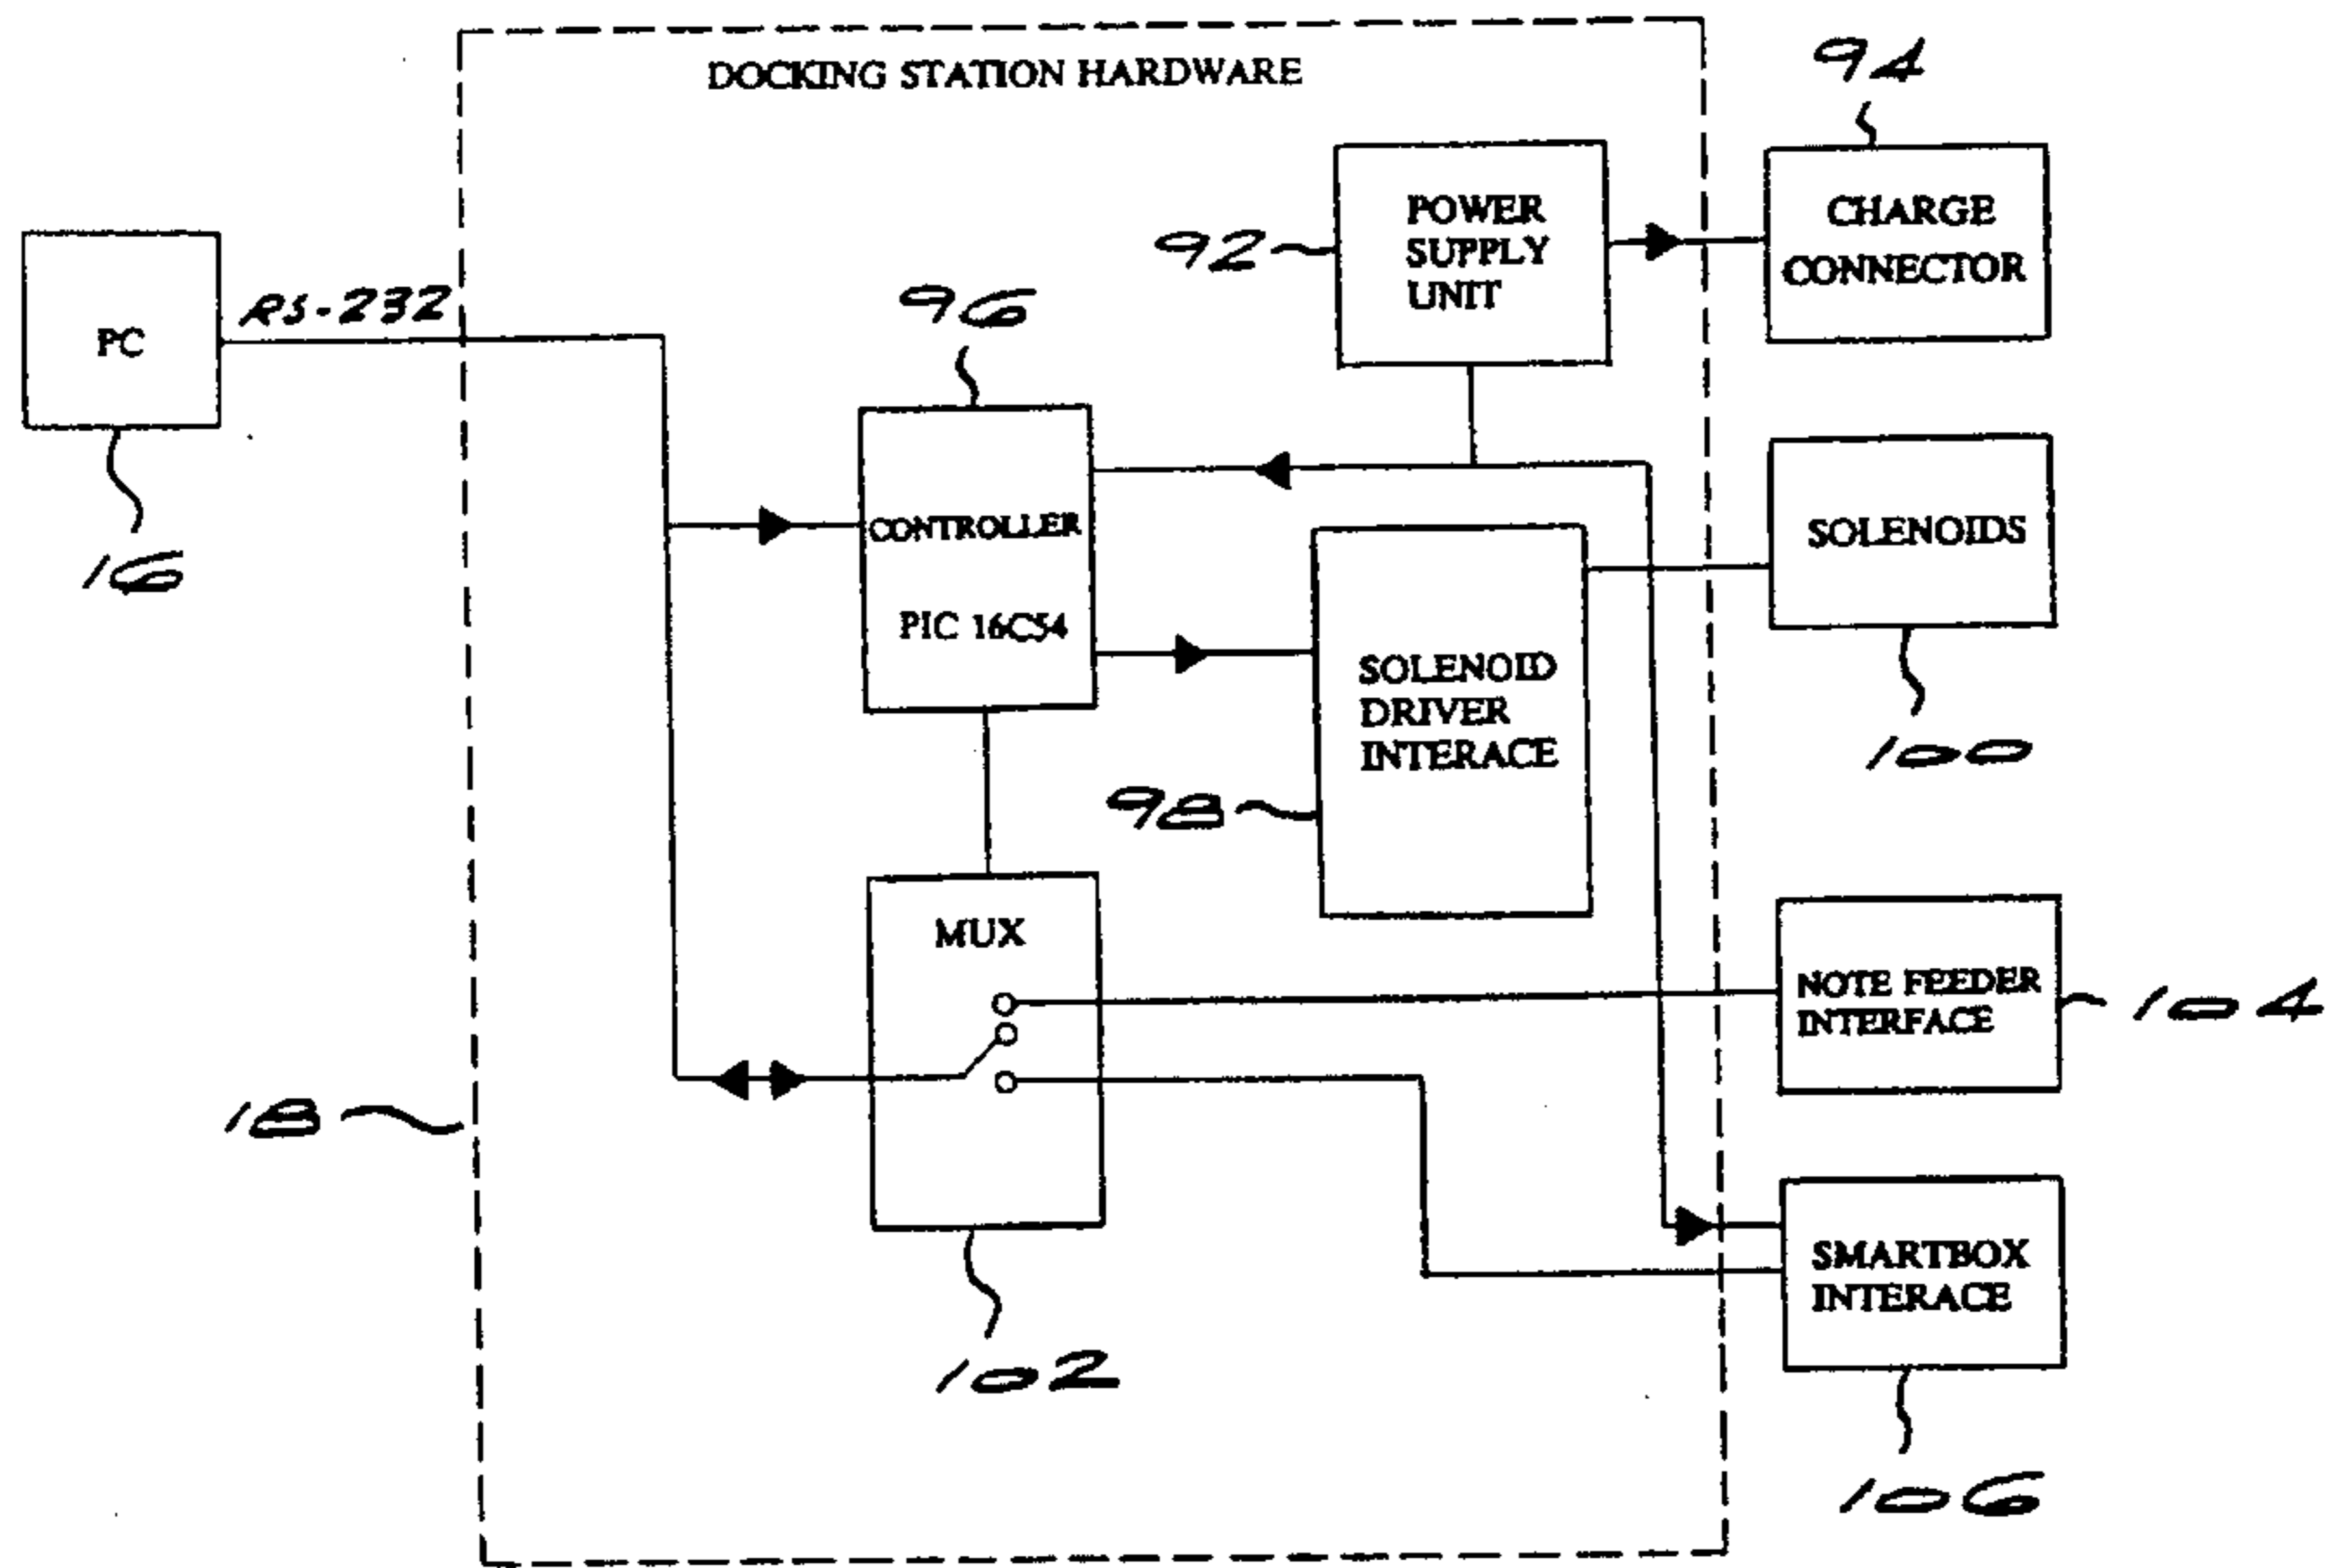 DOCKING STATION HARDWARE
94
POWER
SUPPLY
UNIT
92
CHARGE
CONNECTOR
RS-232
PC
96
16
CONTROLLER
PIC 16C54
SOLENOIDS
SOLENOID
DRIVER
INTERACE
98
100
MUX
NOTE FEEDER
INTERFACE
104
18
SMARTBOX
INTERACE
102
106